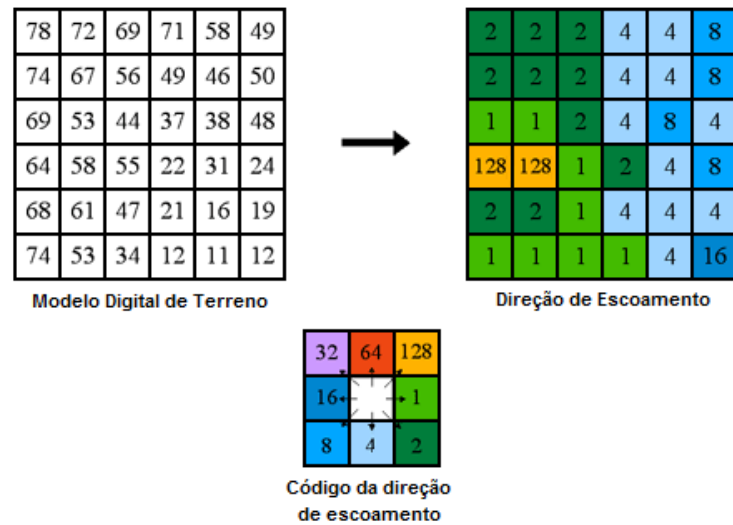 78 72 69 71 58 49
74 67 56 49 46 50
69 53 44 37 38 48
64 58 55 22 31 24
68 61 47 21 16 19
74 53 34 12 11 12
Modelo Digital de Terreno
2 2 2 4 4 8
2 2 2 4 4 8
1 1 2 4 8 4
128 128 1 2 4 8
2 2 1 4 4 4
1 1 1 1 4 16
Direção de Escoamento
32 64 128
16 1
8 4 2
Código da direção
de escoamento